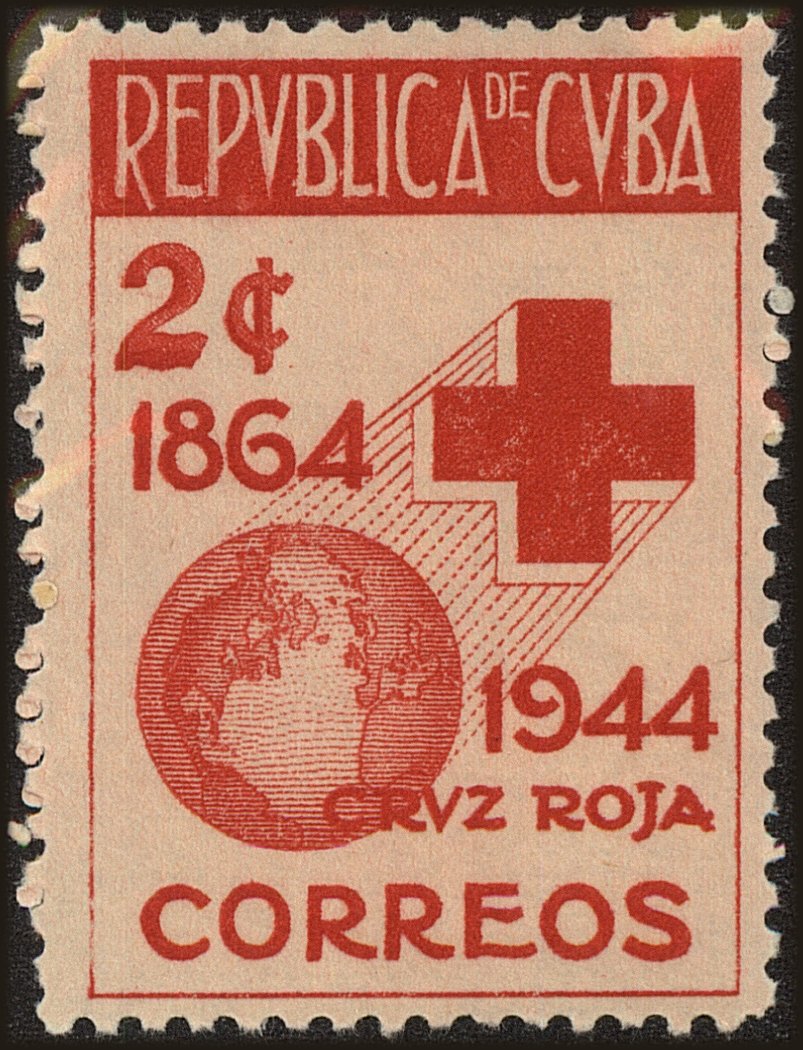 REPVBLICA DE CVBA
2¢
1864
1944
CRVZ ROJA
CORREOS